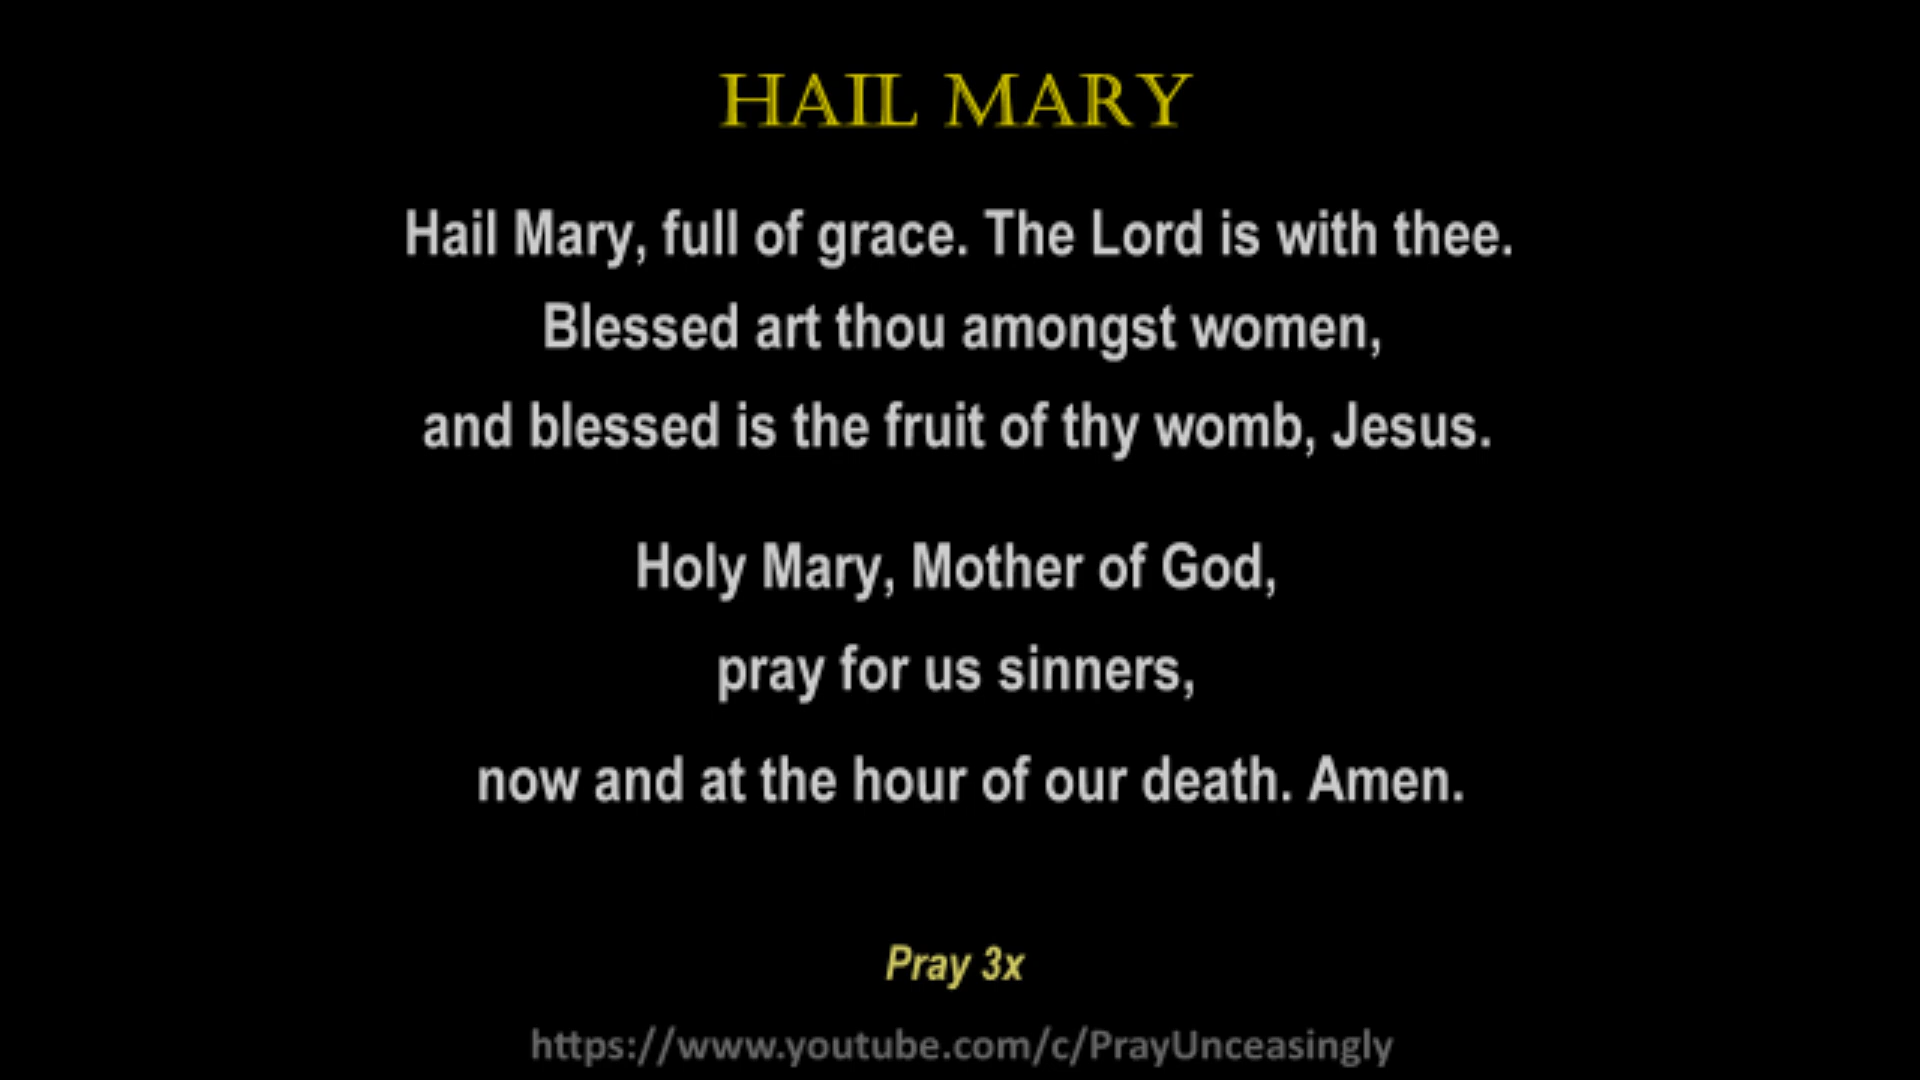 HAIL MARY
Hail Mary, full of grace. The Lord is with thee.
Blessed art thou amongst women,
and blessed is the fruit of thy womb, Jesus.
Holy Mary, Mother of God,
pray for us sinners,
now and at the hour of our death. Amen.
Pray 3x
https://www.youtube.com/c/PrayUnceasingly